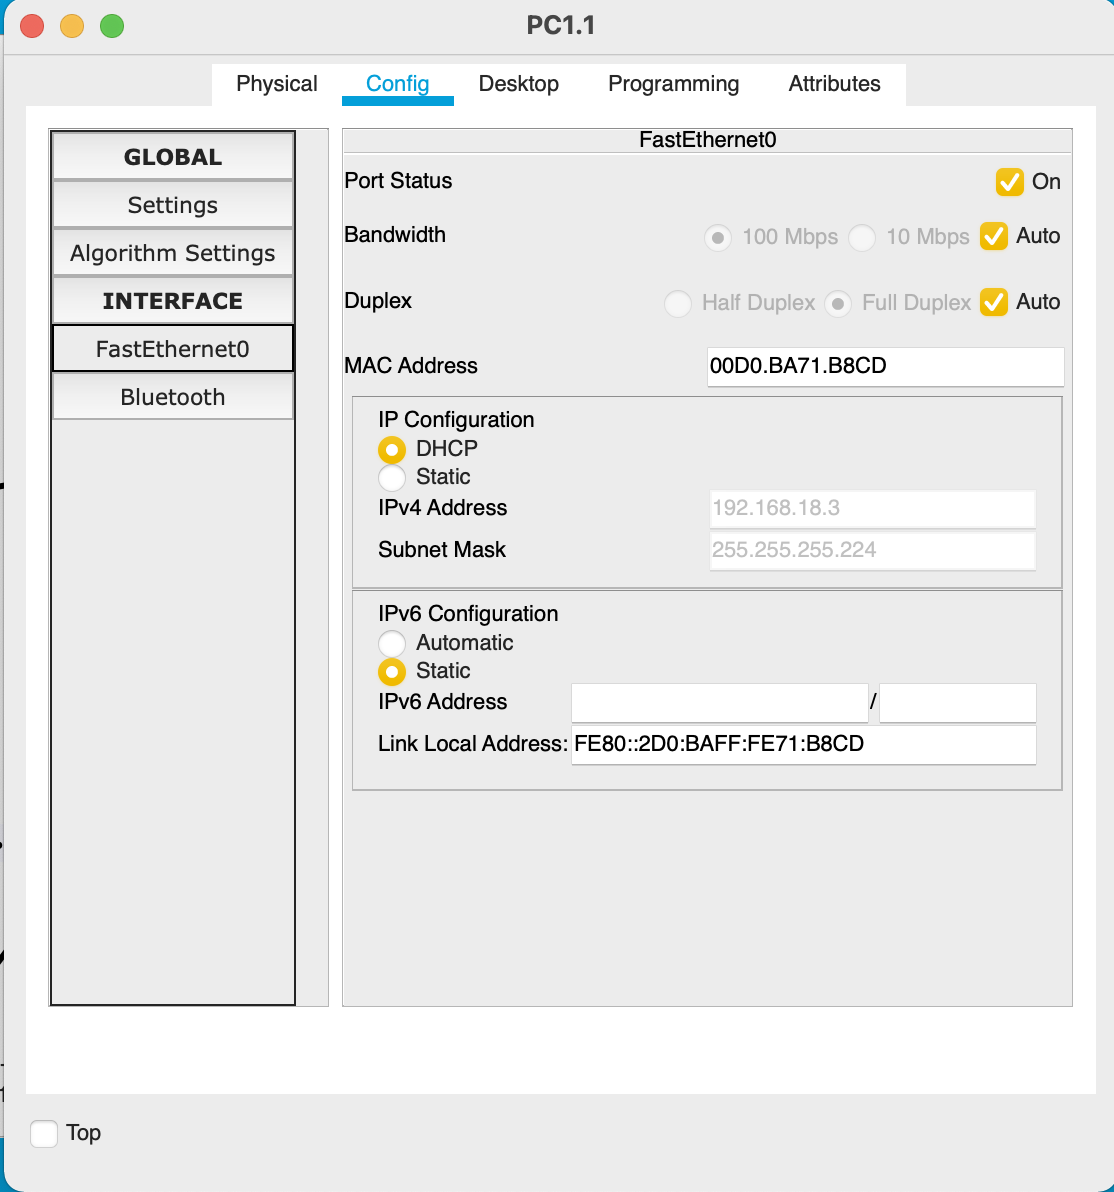 PC1.1
Physical Config Desktop Programming Attributes
GLOBAL
Settings
Algorithm Settings
INTERFACE
FastEthernet0
Bluetooth
FastEthernet0
Port Status On
Bandwidth 100 Mbps 10 Mbps Auto
Duplex Half Duplex Full Duplex Auto
MAC Address 00D0.BA71.B8CD
IP Configuration
DHCP
Static
IPv4 Address 192.168.18.3
Subnet Mask 255.255.255.224
IPv6 Configuration
Automatic
Static
IPv6 Address /
Link Local Address: FE80::2D0:BAFF:FE71:B8CD
Top